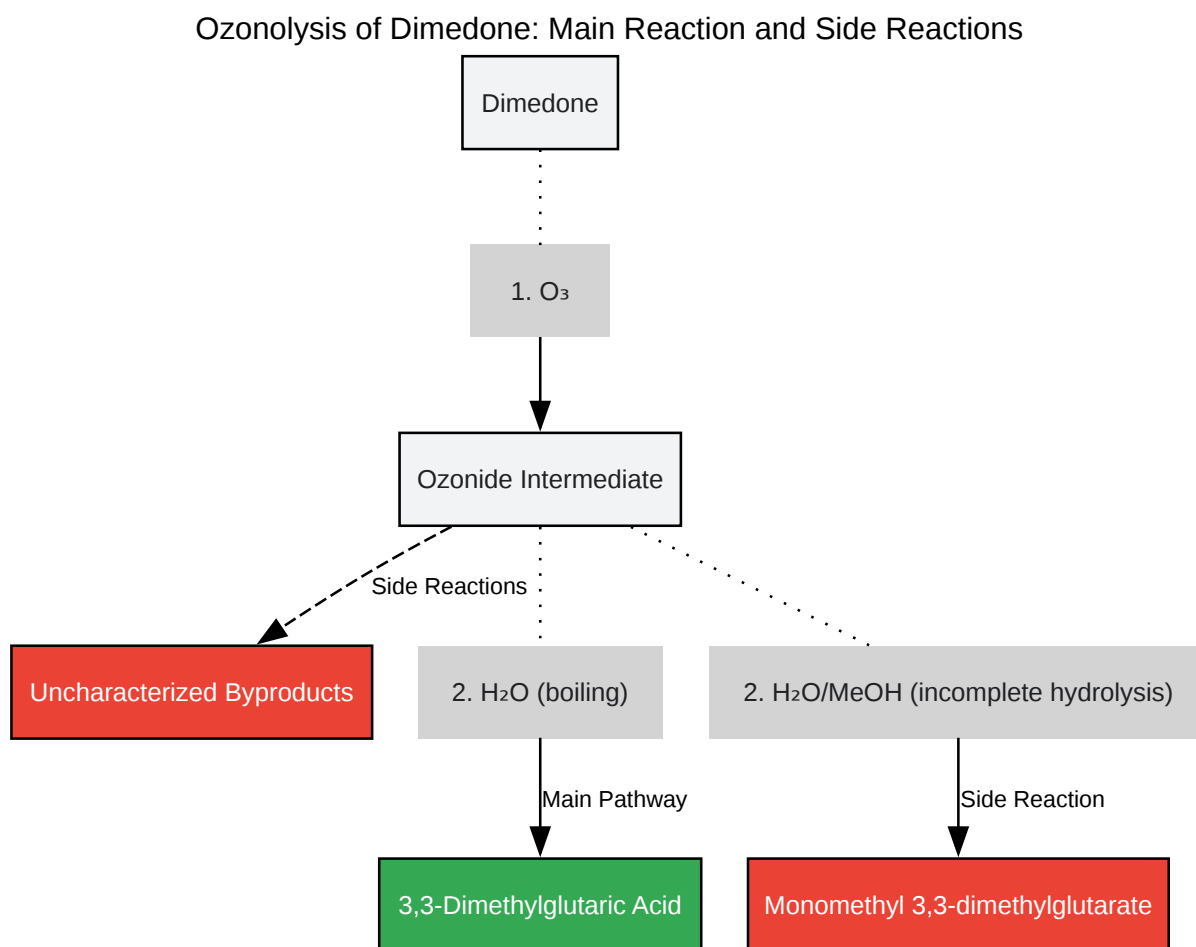 Ozonolysis of Dimedone: Main Reaction and Side Reactions
Dimedone
1. O₃
Ozonide Intermediate
Side Reactions
Uncharacterized Byproducts
2. H₂O (boiling)
2. H₂O/MeOH (incomplete hydrolysis)
Main Pathway
Side Reaction
3,3-Dimethylglutaric Acid
Monomethyl 3,3-dimethylglutarate